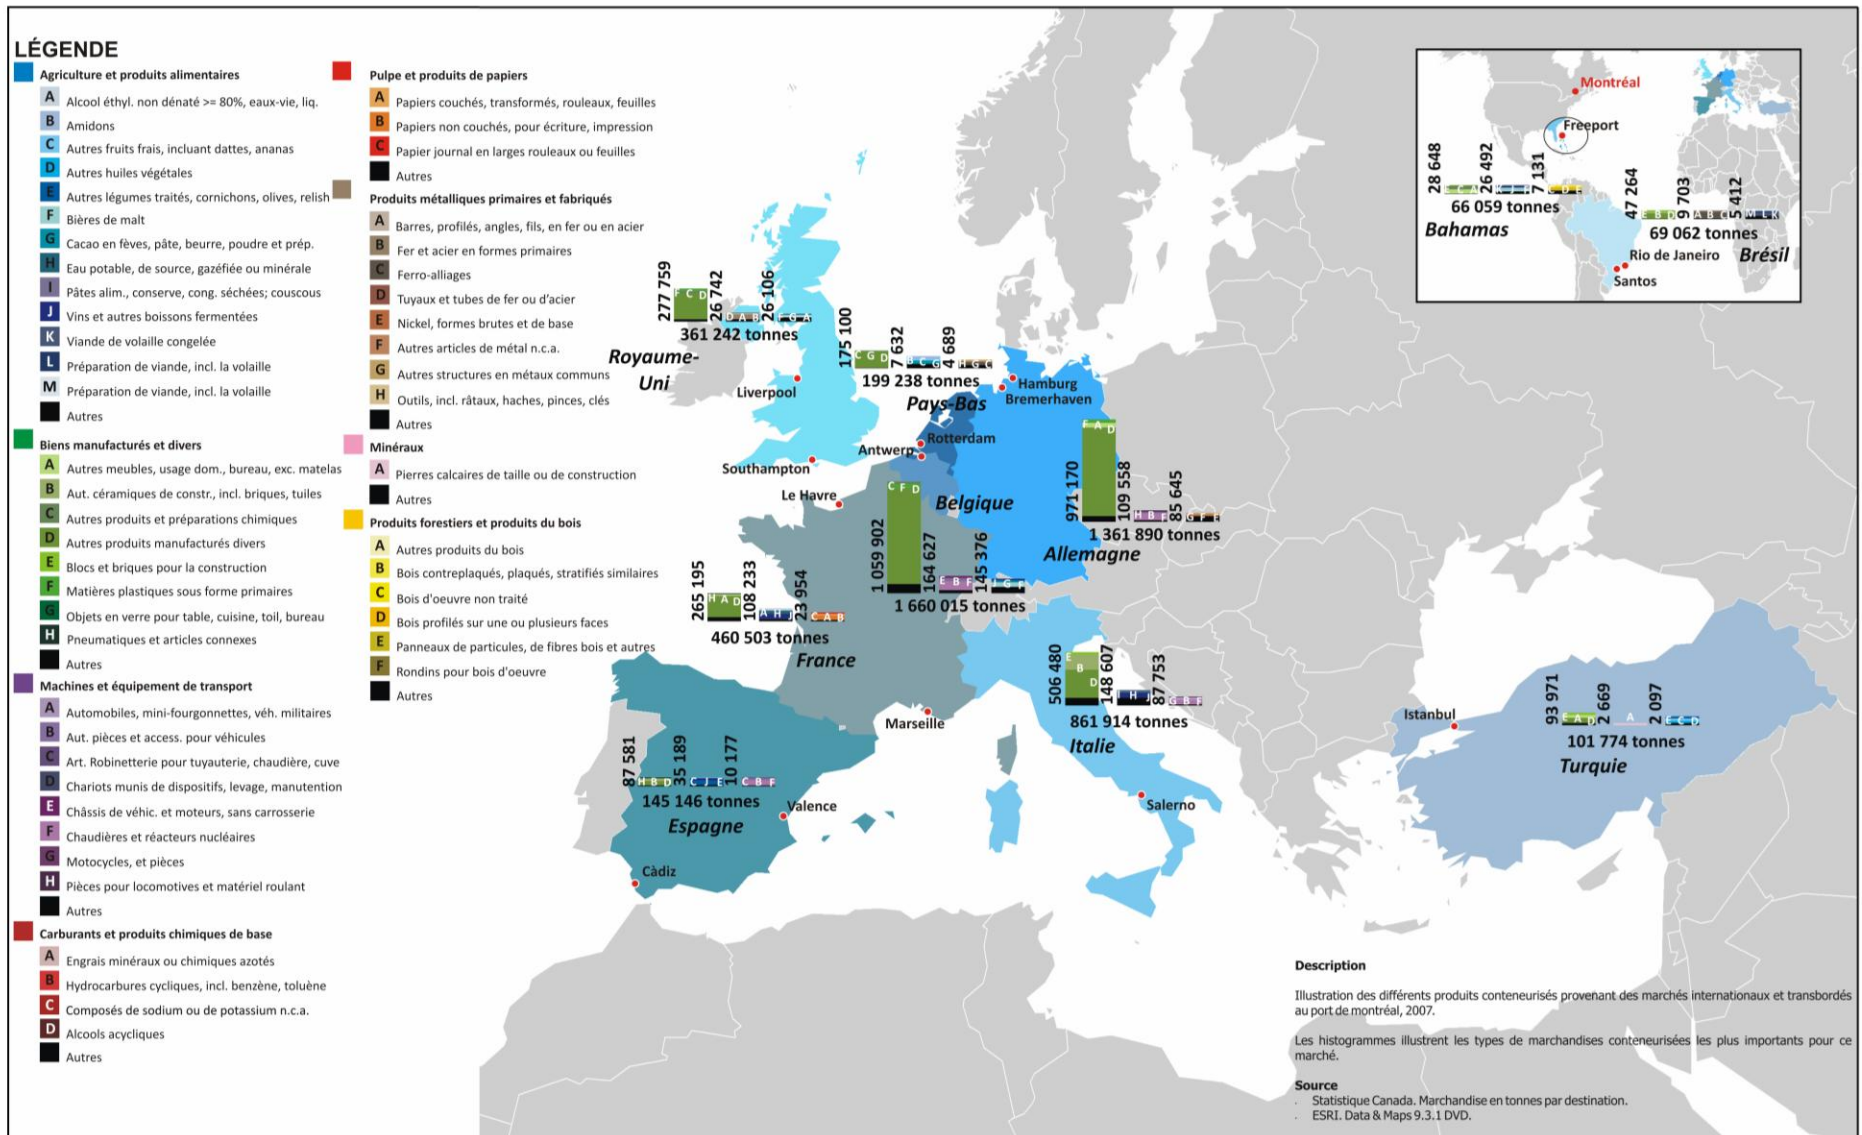 LÉGENDE
Agriculture et produits alimentaires
A Alcool éthyl. non dénaté >= 80%, eaux-vie, liq.
B Amidons
C Autres fruits frais, incluant dattes, ananas
D Autres huiles végétales
E Autres légumes traités, cornichons, olives, relish
F Bières de malt
G Cacao en fèves, pâte, beurre, poudre et prép.
H Eau potable, de source, gazéfiée ou minérale
I Pâtes alim., conserve, cong. séchées; couscous
J Vins et autres boissons fermentées
K Viande de volaille congelée
L Préparation de viande, incl. la volaille
M Préparation de viande, incl. la volaille
Autres
Biens manufacturés et divers
A Autres meubles, usage dom., bureau, exc. matelas
B Aut. céramiques de constr., incl. briques, tuiles
C Autres produits et préparations chimiques
D Autres produits manufacturés divers
E Blocs et briques pour la construction
F Matières plastiques sous forme primaires
G Objets en verre pour table, cuisine, toil, bureau
H Pneumatiques et articles connexes
Autres
Machines et équipement de transport
A Automobiles, mini-fourgonnettes, véh. militaires
B Aut. pièces et access. pour véhicules
C Art. Robinetterie pour tuyauterie, chaudière, cuve
D Chariots munis de dispositifs, levage, manutention
E Châssis de véhic. et moteurs, sans carrosserie
F Chaudières et réacteurs nucléaires
G Motocycles, et pièces
H Pièces pour locomotives et matériel roulant
Autres
Carburants et produits chimiques de base
A Engrais minéraux ou chimiques azotés
B Hydrocarbures cycliques, incl. benzène, toluène
C Composés de sodium ou de potassium n.c.a.
D Alcools acycliques
Autres
Pulpe et produits de papiers
A Papiers couchés, transformés, rouleaux, feuilles
B Papiers non couchés, pour écriture, impression
C Papier journal en larges rouleaux ou feuilles
Autres
Produits métalliques primaires et fabriqués
A Barres, profilés, angles, fils, en fer ou en acier
B Fer et acier en formes primaires
C Ferro-alliages
D Tuyaux et tubes de fer ou d'acier
E Nickel, formes brutes et de base
F Autres articles de métal n.c.a.
G Autres structures en métaux communs
H Outils, incl. râtaux, haches, pinces, clés
Autres
Minéraux
A Pierres calcaires de taille ou de construction
Autres
Produits forestiers et produits du bois
A Autres produits du bois
B Bois contreplaqués, plaqués, stratifiés similaires
C Bois d'oeuvre non traité
D Bois profilés sur une ou plusieurs faces
E Panneaux de particules, de fibres bois et autres
F Rondins pour bois d'oeuvre
Autres
277 759 F C D 26 742 D A B 26 106 F G A
361 242 tonnes
Royaume-
Uni
Liverpool
Southampton
175 100 C G D 7 632 B C G 4 689 H G C
199 238 tonnes
Pays-Bas
Hamburg
Bremerhaven
Rotterdam
Antwerp
Le Havre
1 059 902 C F D 164 627 E B F 145 376 G F
1 660 015 tonnes
Belgique
971 170 F A D 109 558 H B F 85 645 G F E
1 361 890 tonnes
Allemagne
265 195 H A D 108 233 A H J 23 954 C A B
460 503 tonnes
France
Marseille
506 480 E B D 148 607 H J 87 753 G B F
861 914 tonnes
Italie
Salerno
87 581 H B D 35 189 C J E 10 177 C B F
145 146 tonnes
Espagne
Valence
Càdiz
93 971 E A D 2 669 A 2 097 E C D
101 774 tonnes
Turquie
Istanbul
Montréal
Freeport
28 648 E C A 26 492 K J F 7 131 C D E
66 059 tonnes
Bahamas
47 264 E B D 9 703 A B C 5 412 M L K
69 062 tonnes
Brésil
Rio de Janeiro
Santos
Description
Illustration des différents produits conteneurisés provenant des marchés internationaux et transbordés
au port de montréal, 2007.
Les histogrammes illustrent les types de marchandises conteneurisées les plus importants pour ce
marché.
Source
. Statistique Canada. Marchandise en tonnes par destination.
. ESRI. Data & Maps 9.3.1 DVD.